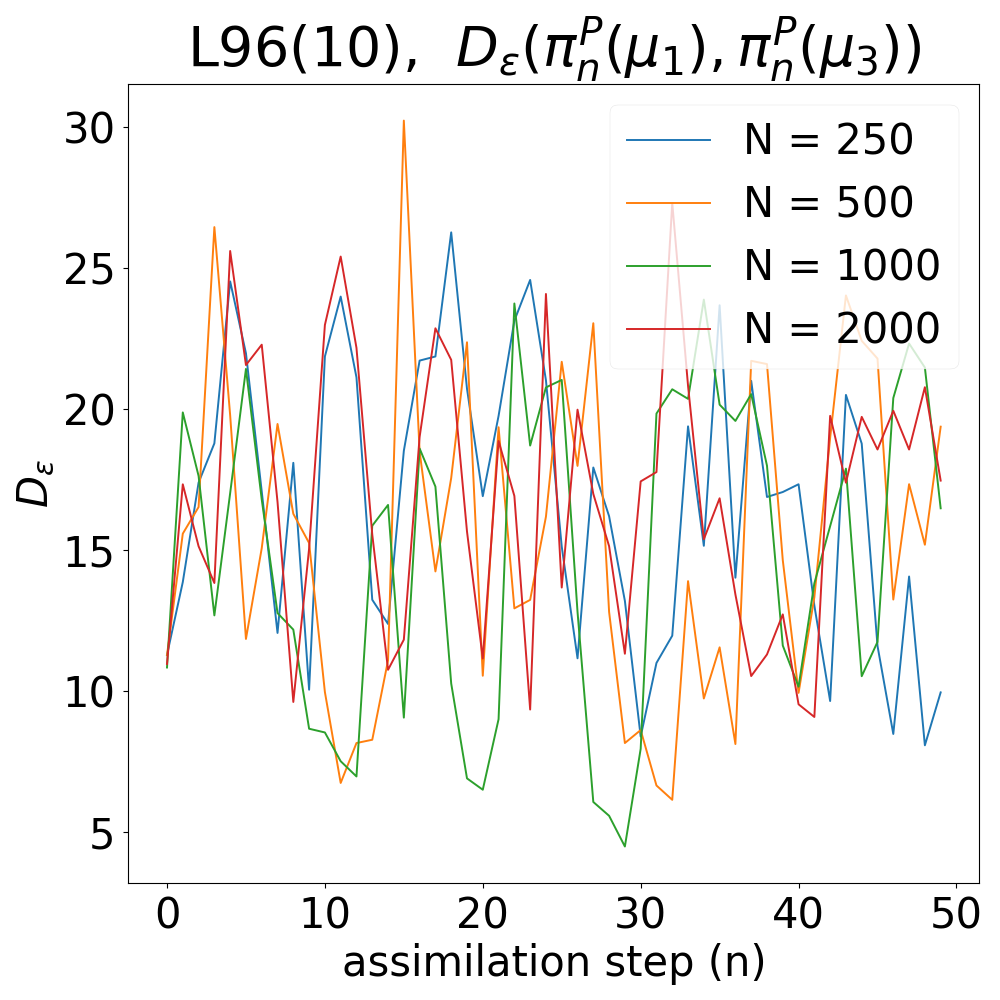 L96(10), $D_{\varepsilon}(\pi_n^P(\mu_1), \pi_n^P(\mu_3))$
N = 250
N = 500
N = 1000
N = 2000
30
25
20
15
10
5
$D_{\varepsilon}$
0 10 20 30 40 50
assimilation step (n)